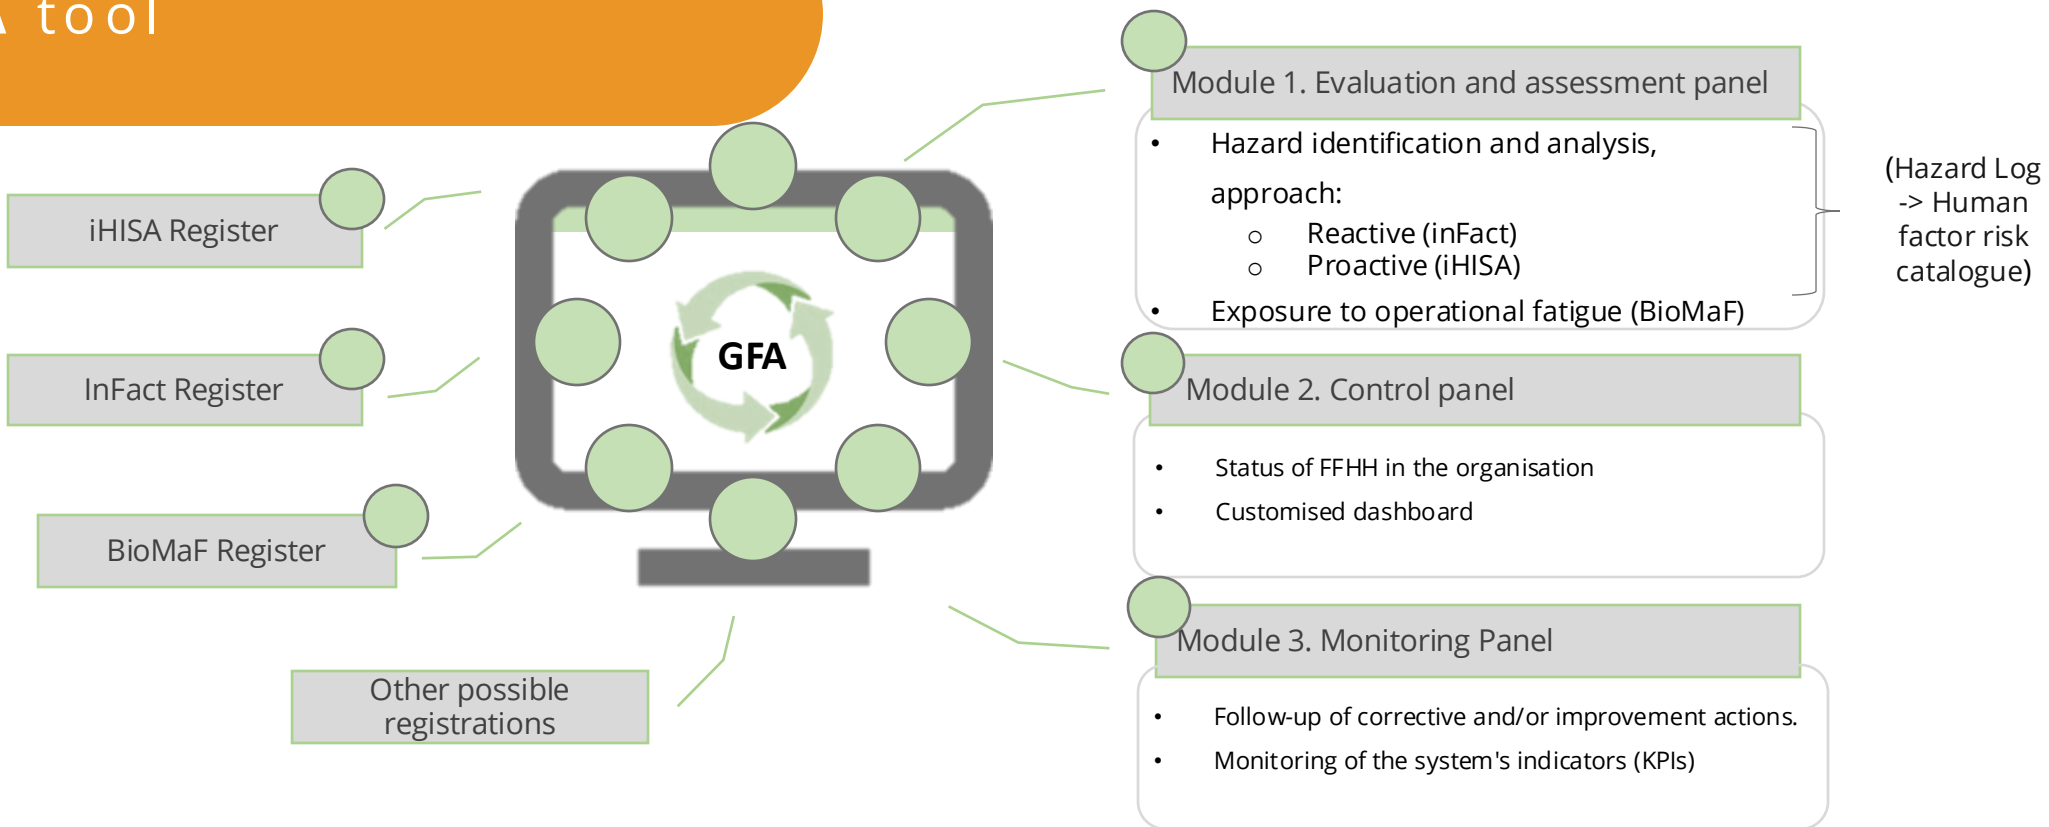 A tool
iHISA Register
InFact Register
BioMaF Register
Other possible
registrations
GFA
Module 1. Evaluation and assessment panel
• Hazard identification and analysis,
approach:
o Reactive (inFact)
o Proactive (iHISA)
• Exposure to operational fatigue (BioMaF)
(Hazard Log
-> Human
factor risk
catalogue)
Module 2. Control panel
• Status of FFHH in the organisation
• Customised dashboard
Module 3. Monitoring Panel
• Follow-up of corrective and/or improvement actions.
• Monitoring of the system's indicators (KPIs)